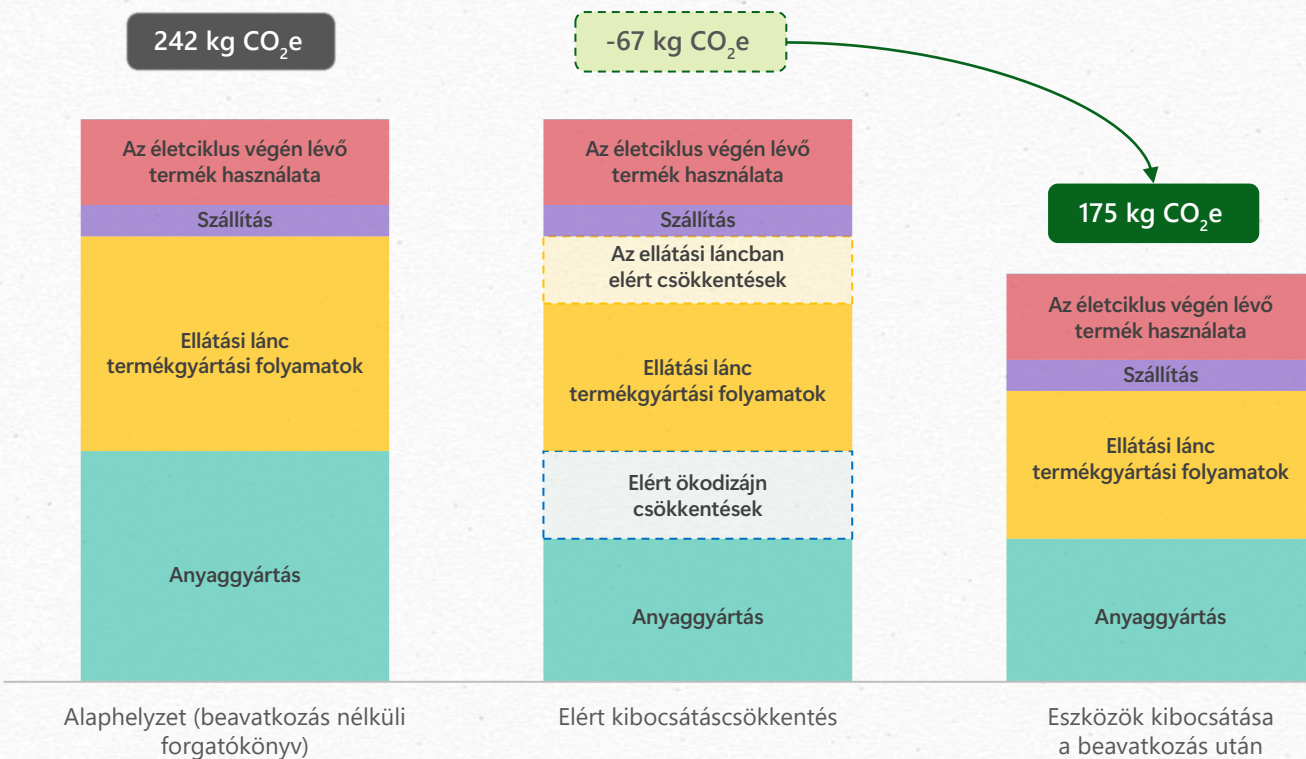 242 kg CO₂e
-67 kg CO₂e
175 kg CO₂e
Az életciklus végén lévő
termék használata
Szállítás
Ellátási lánc
termékgyártási folyamatok
Anyaggyártás
Az életciklus végén lévő
termék használata
Szállítás
Az ellátási láncban
elért csökkentések
Ellátási lánc
termékgyártási folyamatok
Elért ökodizájn
csökkentések
Anyaggyártás
Az életciklus végén lévő
termék használata
Szállítás
Ellátási lánc
termékgyártási folyamatok
Anyaggyártás
Alaphelyzet (beavatkozás nélküli
forgatókönyv)
Elért kibocsátáscsökkentés
Eszközök kibocsátása
a beavatkozás után